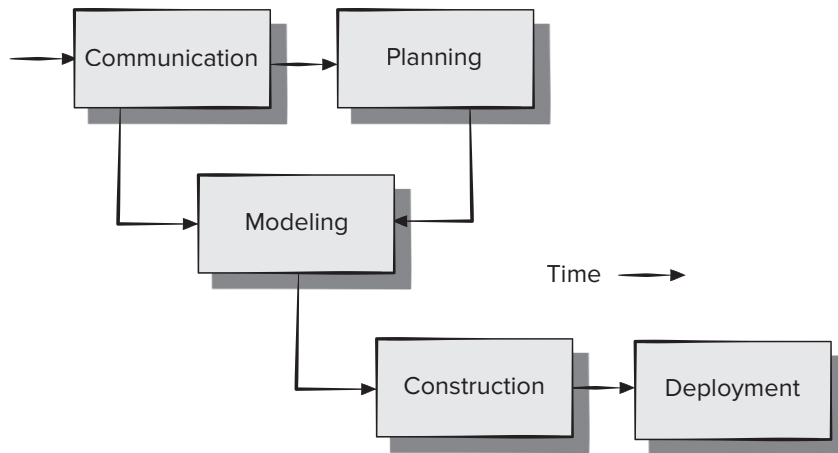 Communication
Planning
Modeling
Time
Construction
Deployment